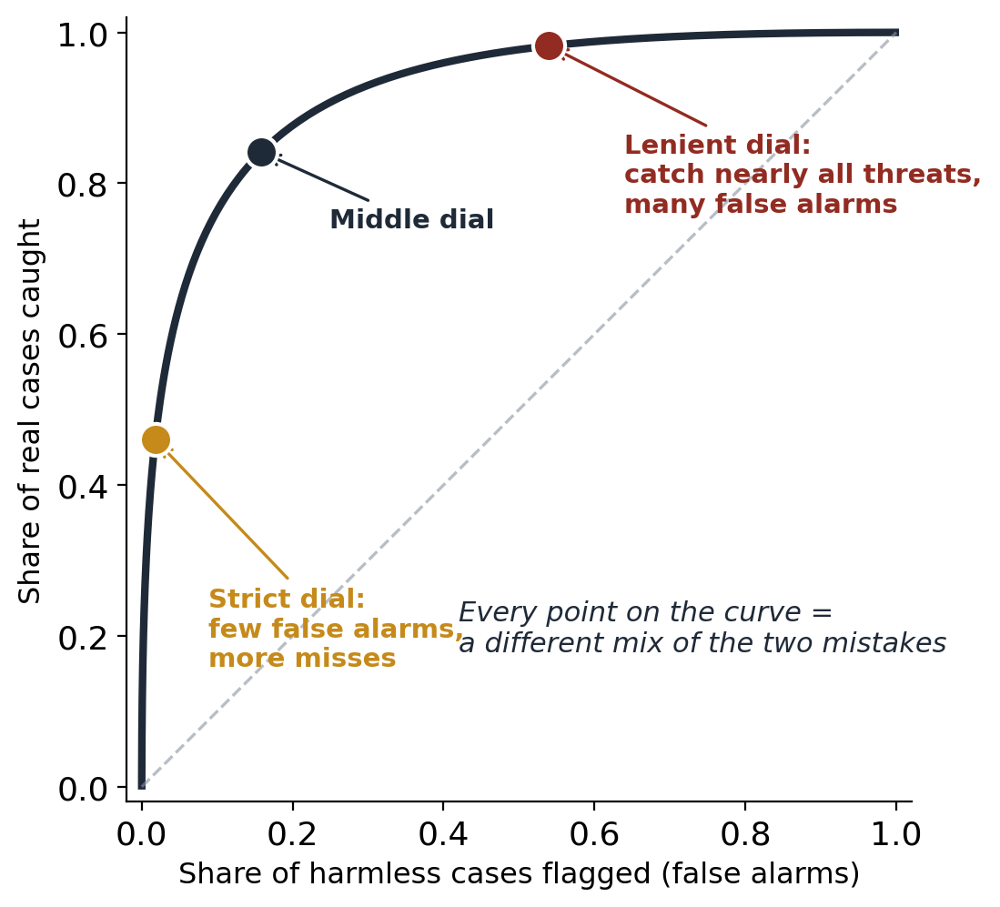 1.0
0.8
0.6
0.4
0.2
0.0
Share of real cases caught
Lenient dial:
catch nearly all threats,
many false alarms
Middle dial
Strict dial:
few false alarms,
more misses
Every point on the curve =
a different mix of the two mistakes
0.0 0.2 0.4 0.6 0.8 1.0
Share of harmless cases flagged (false alarms)